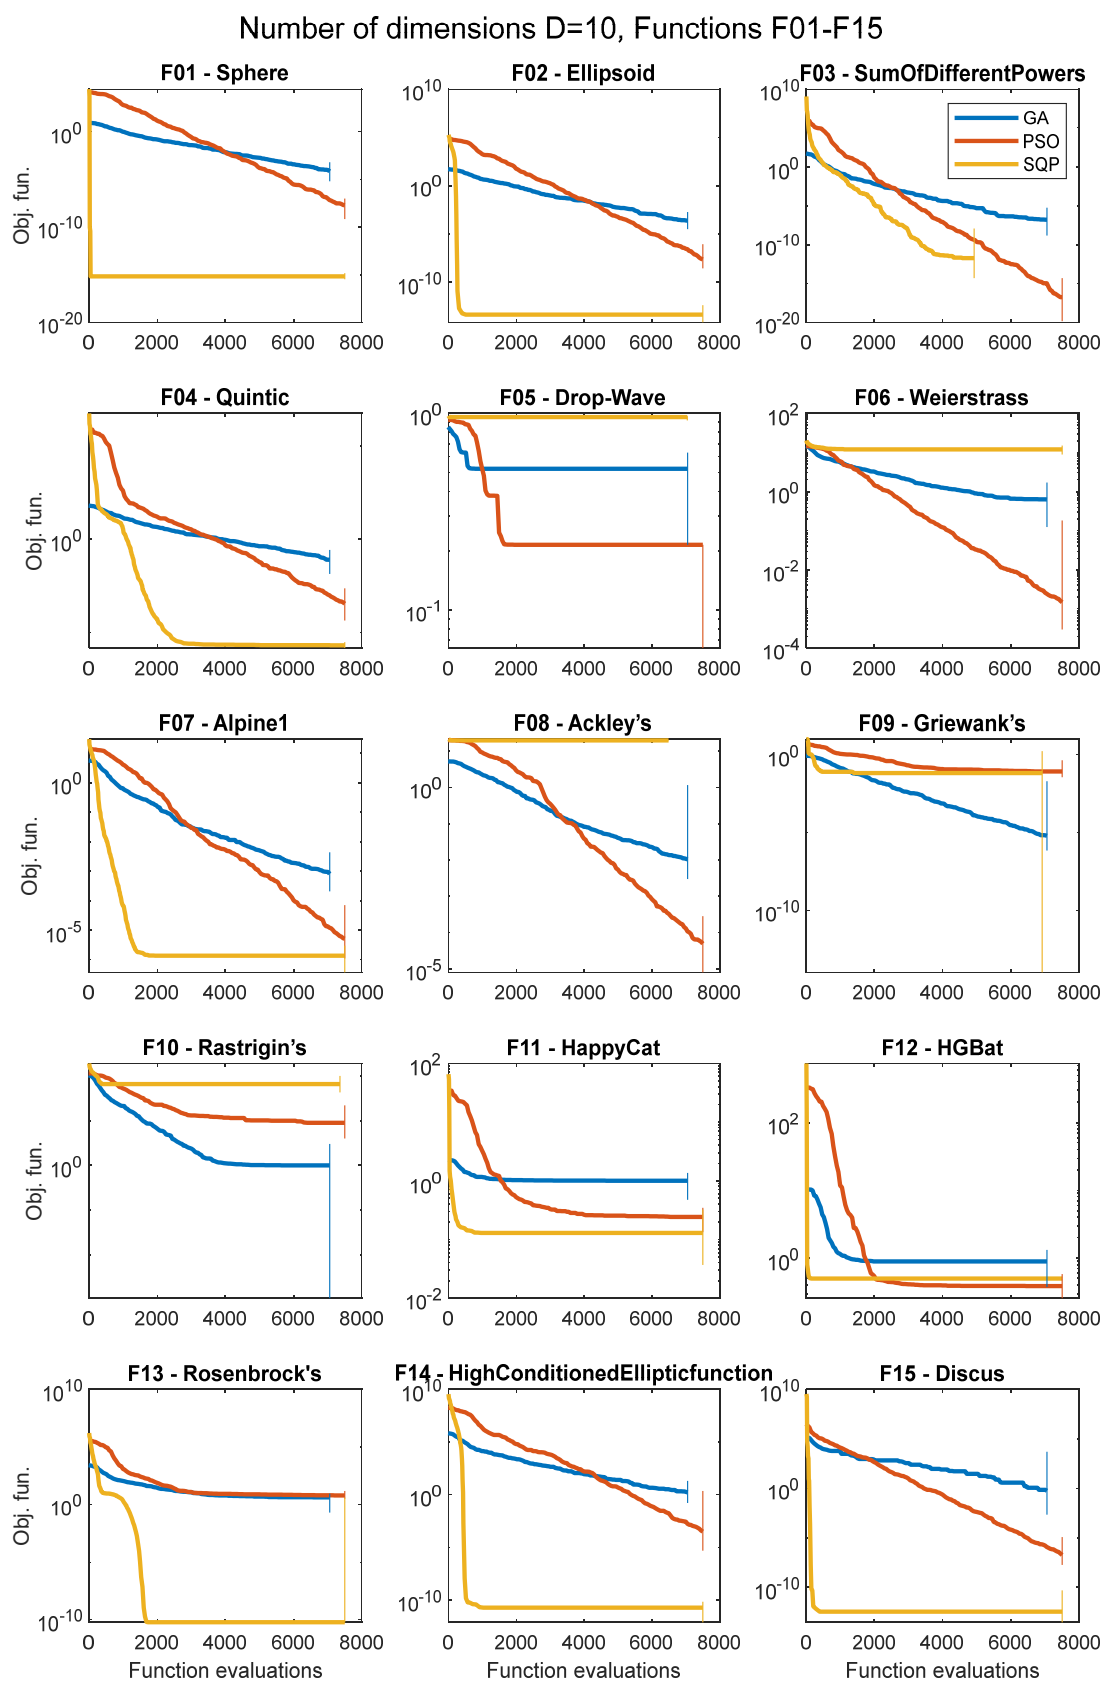 Number of dimensions D=10, Functions F01-F15
F01 - Sphere
F02 - Ellipsoid
F03 - SumOfDifferentPowers
Obj. fun.
10^0
10^-10
10^-20
0 2000 4000 6000 8000
10^10
10^0
10^-10
0 2000 4000 6000 8000
10^10
10^0
10^-10
10^-20
0 2000 4000 6000 8000
GA
PSO
SQP
F04 - Quintic
F05 - Drop-Wave
F06 - Weierstrass
Obj. fun.
10^0
0 2000 4000 6000 8000
10^0
10^-1
0 2000 4000 6000 8000
10^2
10^0
10^-2
10^-4
0 2000 4000 6000 8000
F07 - Alpine1
F08 - Ackley’s
F09 - Griewank’s
Obj. fun.
10^0
10^-5
0 2000 4000 6000 8000
10^0
10^-5
0 2000 4000 6000 8000
10^0
10^-10
0 2000 4000 6000 8000
F10 - Rastrigin’s
F11 - HappyCat
F12 - HGBat
Obj. fun.
10^0
0 2000 4000 6000 8000
10^2
10^0
10^-2
0 2000 4000 6000 8000
10^2
10^0
0 2000 4000 6000 8000
F13 - Rosenbrock's
F14 - HighConditionedEllipticfunction
F15 - Discus
Obj. fun.
10^10
10^0
10^-10
0 2000 4000 6000 8000
Function evaluations
10^10
10^0
10^-10
0 2000 4000 6000 8000
Function evaluations
10^10
10^0
10^-10
0 2000 4000 6000 8000
Function evaluations